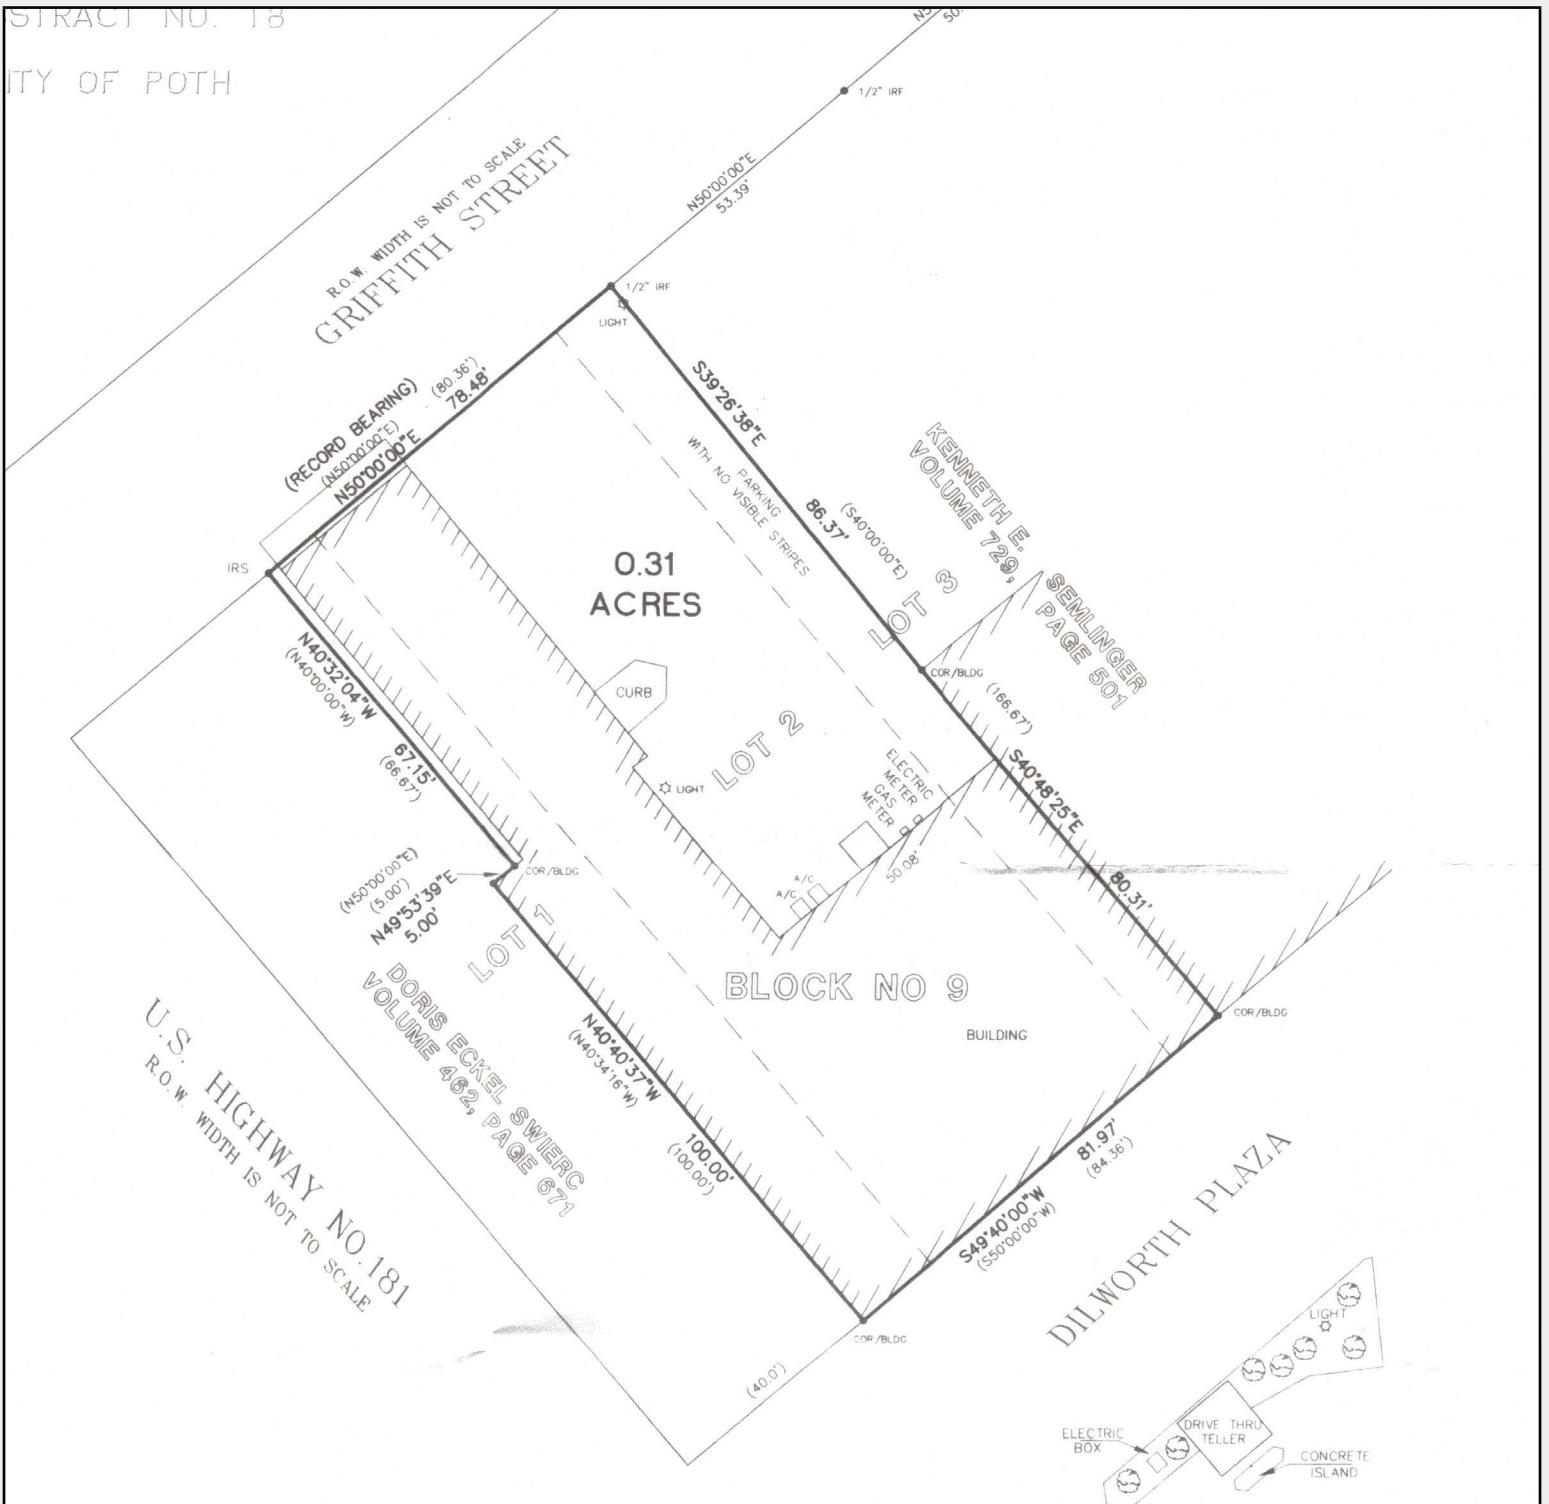 STRACT NO. 18
ITY OF POTH
50.
1/2" IRF
N50°00'00"E
53.39'
R.O.W. WIDTH IS NOT TO SCALE
GRIFFITH STREET
1/2" IRF
LIGHT
(80.36')
78.48'
(RECORD BEARING)
(N50°00'00"E)
N50°00'00"E
S39°26'38"E
86.37'
(S40°00'00"E)
PARKING
WITH NO VISIBLE STRIPES
KENNETH E. SEMLINGER
VOLUME 729, PAGE 501
LOT 3
IRS
0.31
ACRES
N40°32'04"W
(N40°00'00"W)
67.15'
(66.67')
CURB
COR/BLDG
(166.67')
LOT 2
LIGHT
ELECTRIC
METER
GAS
METER
S40°48'25"E
80.31'
50.08'
A/C
A/C
COR/BLDG
(N50°00'00"E)
(5.00')
N49°53'39"E
5.00'
LOT 1
DORIS ECKEL SWIERC
VOLUME 462, PAGE 671
BLOCK NO 9
BUILDING
COR/BLDG
N40°40'37"W
(N40°34'16"W)
100.00'
(100.00')
U.S. HIGHWAY NO.181
R.O.W. WIDTH IS NOT TO SCALE
81.97'
(84.36')
S49°40'00"W
(S50°00'00"W)
DILWORTH PLAZA
COR/BLDG
(40.0')
LIGHT
DRIVE THRU
TELLER
ELECTRIC
BOX
CONCRETE
ISLAND